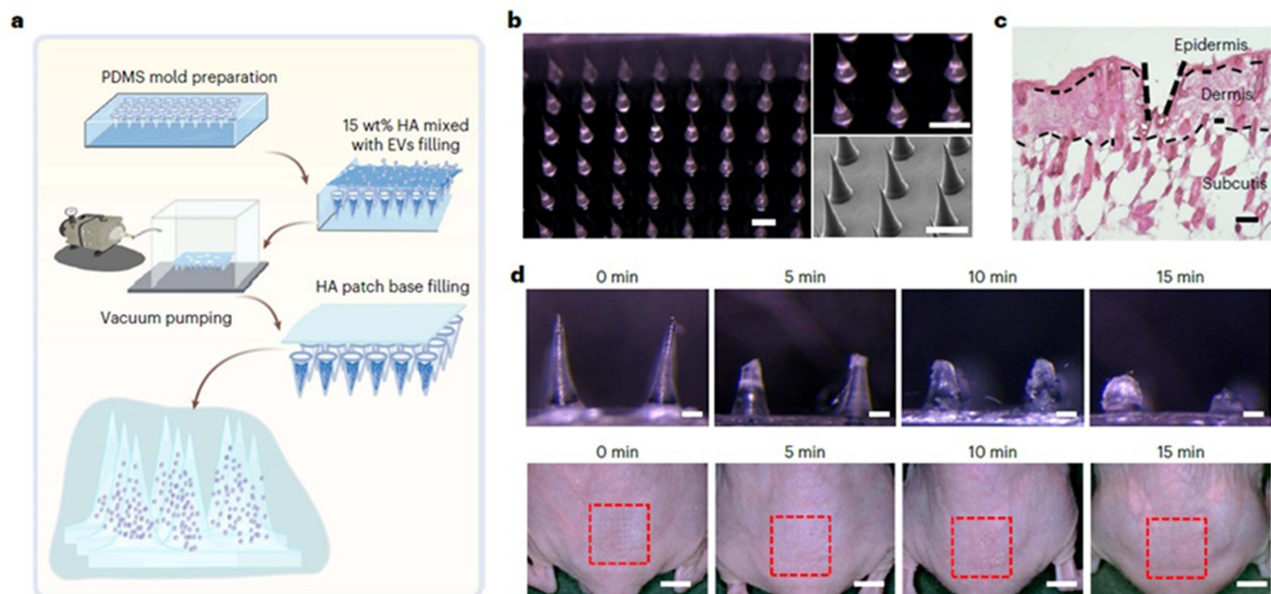 a
PDMS mold preparation
15 wt% HA mixed
with EVs filling
Vacuum pumping
HA patch base filling
b
c
Epidermis
Dermis
Subcutis
d
0 min
5 min
10 min
15 min
0 min
5 min
10 min
15 min